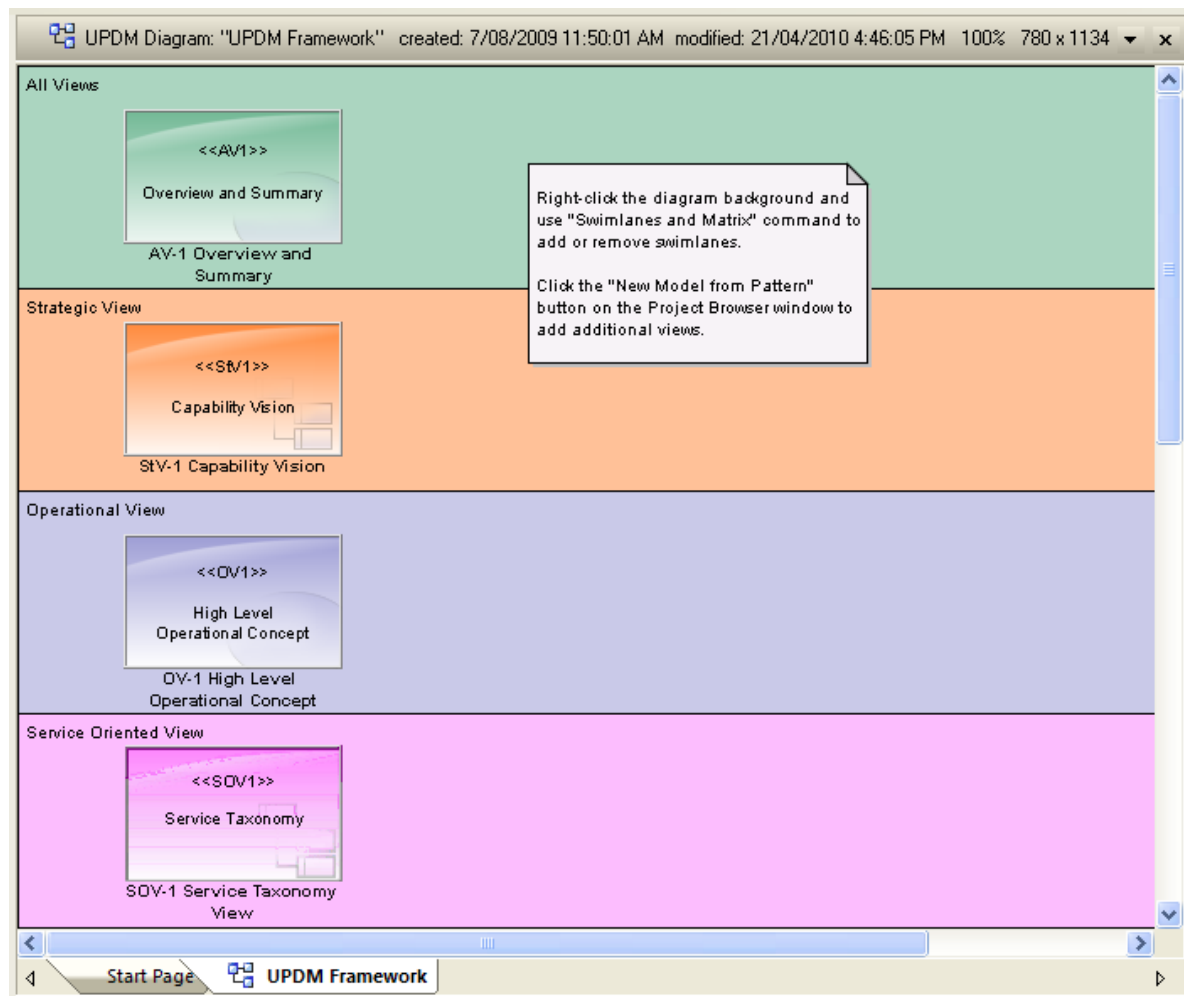 UPDM Diagram: "UPDM Framework" created: 7/08/2009 11:50:01 AM modified: 21/04/2010 4:46:05 PM 100% 780 x 1134
All Views
<<AV1>>
Overview and Summary
AV-1 Overview and
Summary
Right-click the diagram background and
use "Swimlanes and Matrix" command to
add or remove swimlanes.
Click the "New Model from Pattern"
button on the Project Browser window to
add additional views.
Strategic View
<<StV1>>
Capability Vision
StV-1 Capability Vision
Operational View
<<OV1>>
High Level
Operational Concept
OV-1 High Level
Operational Concept
Service Oriented View
<<SOV1>>
Service Taxonomy
SOV-1 Service Taxonomy
View
Start Page
UPDM Framework